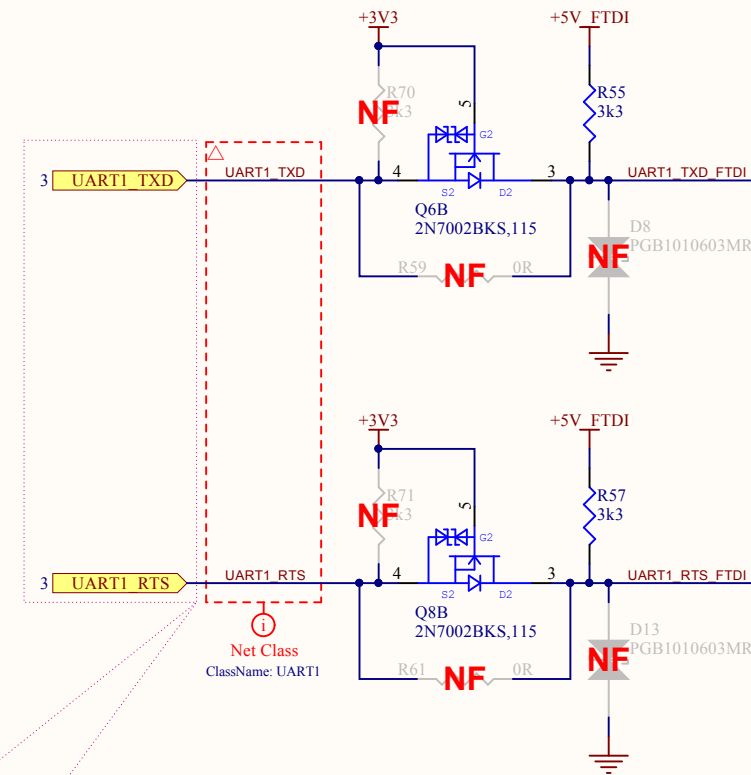 +3V3
+5V_FTDI
R70
3k3
NF
R55
3k3
5
G2
3
UART1_TXD
UART1_TXD
4
3
UART1_TXD_FTDI
S2
D2
Q6B
2N7002BKS,115
D8
PGB1010603MR
NF
R59
NF
0R
+3V3
+5V_FTDI
R71
3k3
NF
R57
3k3
5
G2
3
UART1_RTS
UART1_RTS
4
3
UART1_RTS_FTDI
S2
D2
Q8B
2N7002BKS,115
D13
PGB1010603MR
NF
i
Net Class
ClassName: UART1
R61
NF
0R